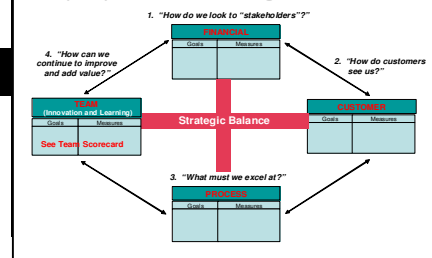 1. "How do we look to "stakeholders"?"
FINANCIAL
Goals Measures
4. "How can we
continue to improve
and add value?"
2. "How do customers
see us?"
TEAM
(Innovation and Learning)
Goals Measures
See Team Scorecard
Strategic Balance
CUSTOMER
Goals Measures
3. "What must we excel at?"
PROCESS
Goals Measures